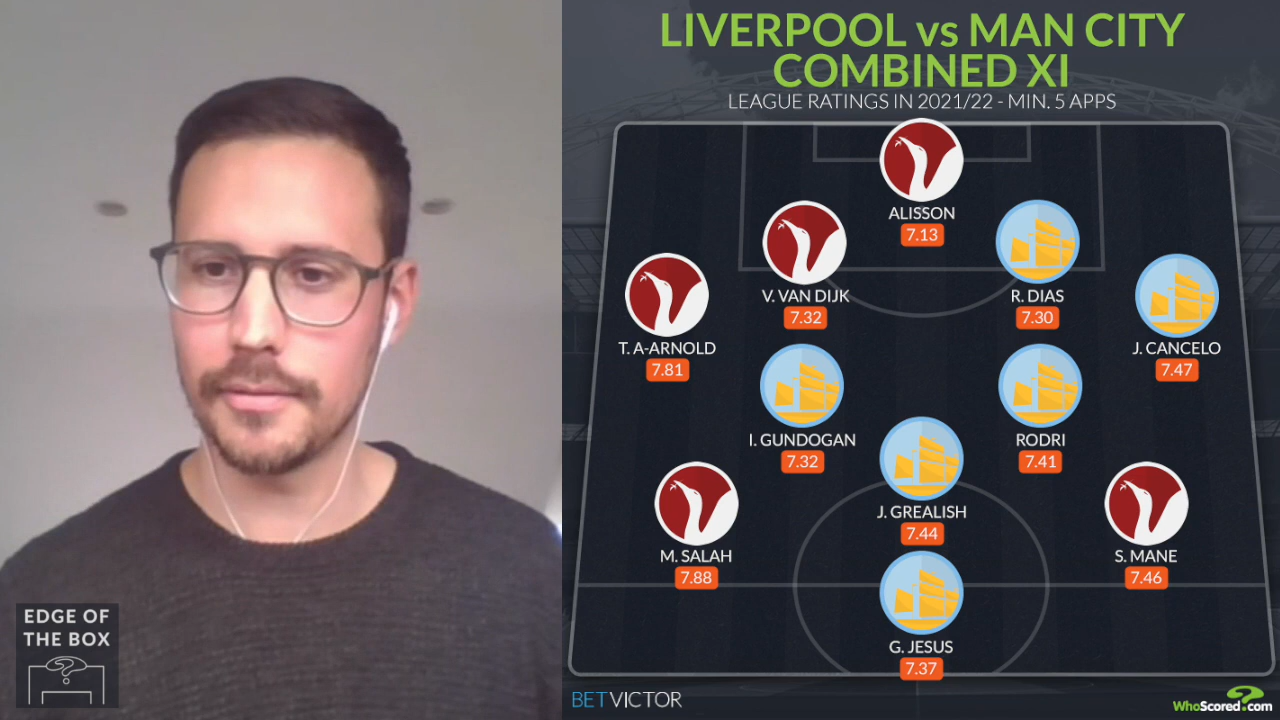 LIVERPOOL vs MAN CITY
COMBINED XI
LEAGUE RATINGS IN 2021/22 - MIN. 5 APPS
ALISSON
7.13
V. VAN DIJK
7.32
R. DIAS
7.30
T. A-ARNOLD
7.81
J. CANCELO
7.47
I. GUNDOGAN
7.32
RODRI
7.41
J. GREALISH
7.44
M. SALAH
7.88
S. MANE
7.46
G. JESUS
7.37
EDGE OF
THE BOX
BETVICTOR
WhoScored.com